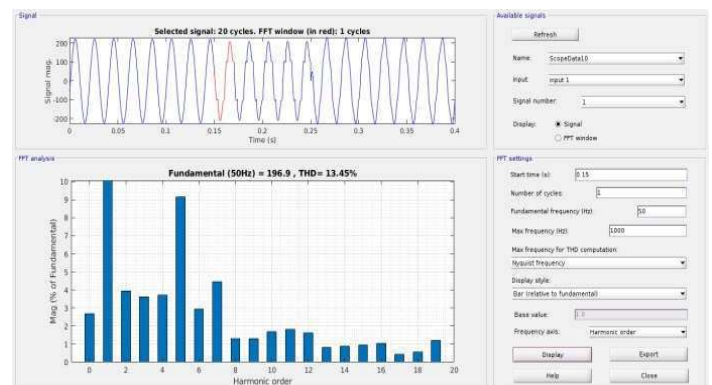 Signal
Selected signal: 20 cycles. FFT window (in red): 1 cycles
Signal mag.
200
100
0
-100
-200
0 0.05 0.1 0.15 0.2 0.25 0.3 0.35 0.4
Time (s)
FFT analysis
Fundamental (50Hz) = 196.9 , THD= 13.45%
Mag (% of Fundamental)
10
9
8
7
6
5
4
3
2
1
0
0 2 4 6 8 10 12 14 16 18 20
Harmonic order
Available signals
Refresh
Name: ScopeData10
Input: input 1
Signal number: 1
Display: Signal
FFT window
FFT settings
Start time (s): 0.15
Number of cycles: 1
Fundamental frequency (Hz): 50
Max frequency (Hz): 1000
Max frequency for THD computation:
Nyquist frequency
Display style:
Bar (relative to fundamental)
Base value: 1.0
Frequency axis: Harmonic order
Display Export
Help Close